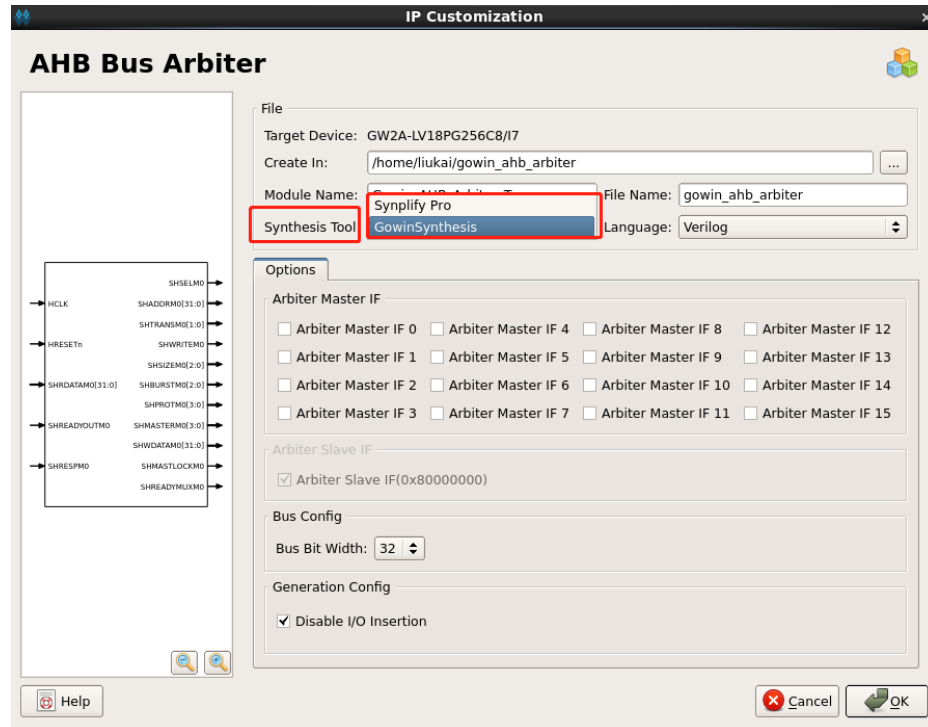 IP Customization
AHB Bus Arbiter
File
Target Device: GW2A-LV18PG256C8/I7
Create In: /home/liukai/gowin_ahb_arbiter ...
Module Name: File Name: gowin_ahb_arbiter
Synplify Pro
Synthesis Tool GowinSynthesis Language: Verilog
Options
Arbiter Master IF
Arbiter Master IF 0 Arbiter Master IF 4 Arbiter Master IF 8 Arbiter Master IF 12
Arbiter Master IF 1 Arbiter Master IF 5 Arbiter Master IF 9 Arbiter Master IF 13
Arbiter Master IF 2 Arbiter Master IF 6 Arbiter Master IF 10 Arbiter Master IF 14
Arbiter Master IF 3 Arbiter Master IF 7 Arbiter Master IF 11 Arbiter Master IF 15
Arbiter Slave IF
Arbiter Slave IF(0x80000000)
Bus Config
Bus Bit Width: 32
Generation Config
Disable I/O Insertion
SHSELM0
HCLK SHADDRM0[31:0]
SHTRANSM0[1:0]
HRESETn SHWRITEM0
SHSIZEM0[2:0]
SHRDATAM0[31:0] SHBURSTM0[2:0]
SHPROTM0[3:0]
SHREADYOUTM0 SHMASTERM0[3:0]
SHWDATAM0[31:0]
SHRESPM0 SHMASTLOCKM0
SHREADYMUXM0
Help Cancel OK